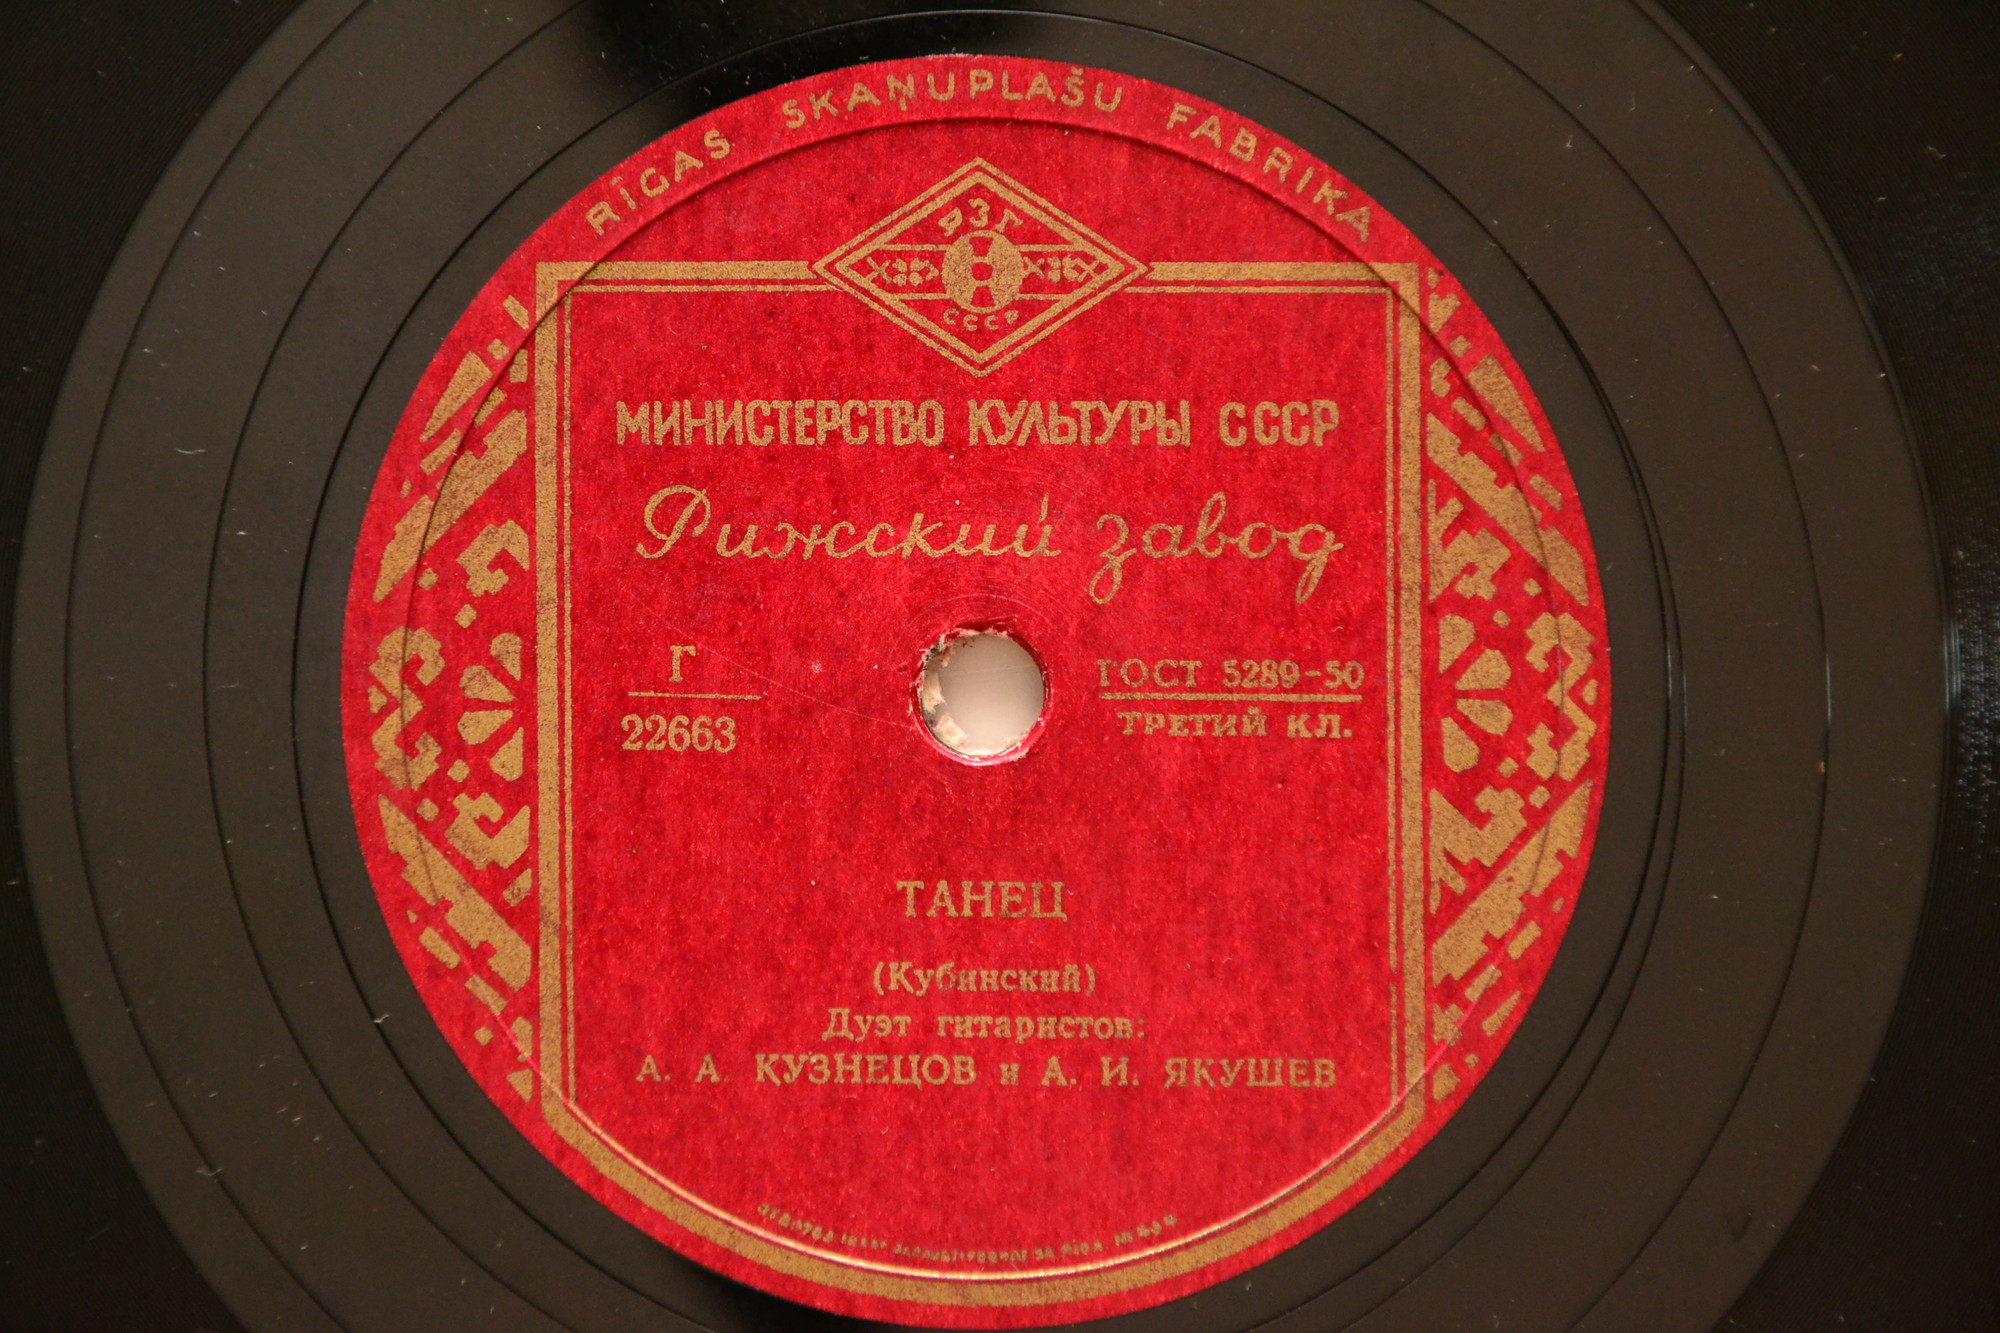 RĪGAS SKAŅUPLAŠU FABRIKA
РЗГ
СССР
МИНИСТЕРСТВО КУЛЬТУРЫ СССР
Рижский завод
Г
22663
ГОСТ 5289-50
ТРЕТИЙ КЛ.
ТАНЕЦ
(Кубинский)
Дуэт гитаристов:
А. А. КУЗНЕЦОВ и А. И. ЯКУШЕВ